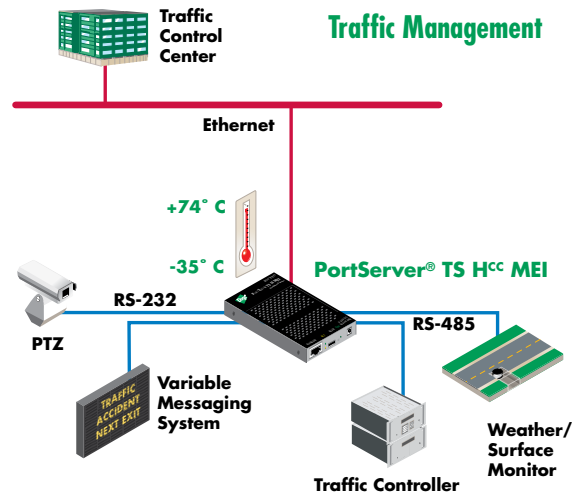 Traffic
Control
Center
Traffic Management
Ethernet
+74° C
-35° C
PortServer® TS Hcc MEI
RS-232
RS-485
PTZ
TRAFFIC
ACCIDENT
NEXT EXIT
Variable
Messaging
System
Traffic Controller
Weather/
Surface
Monitor